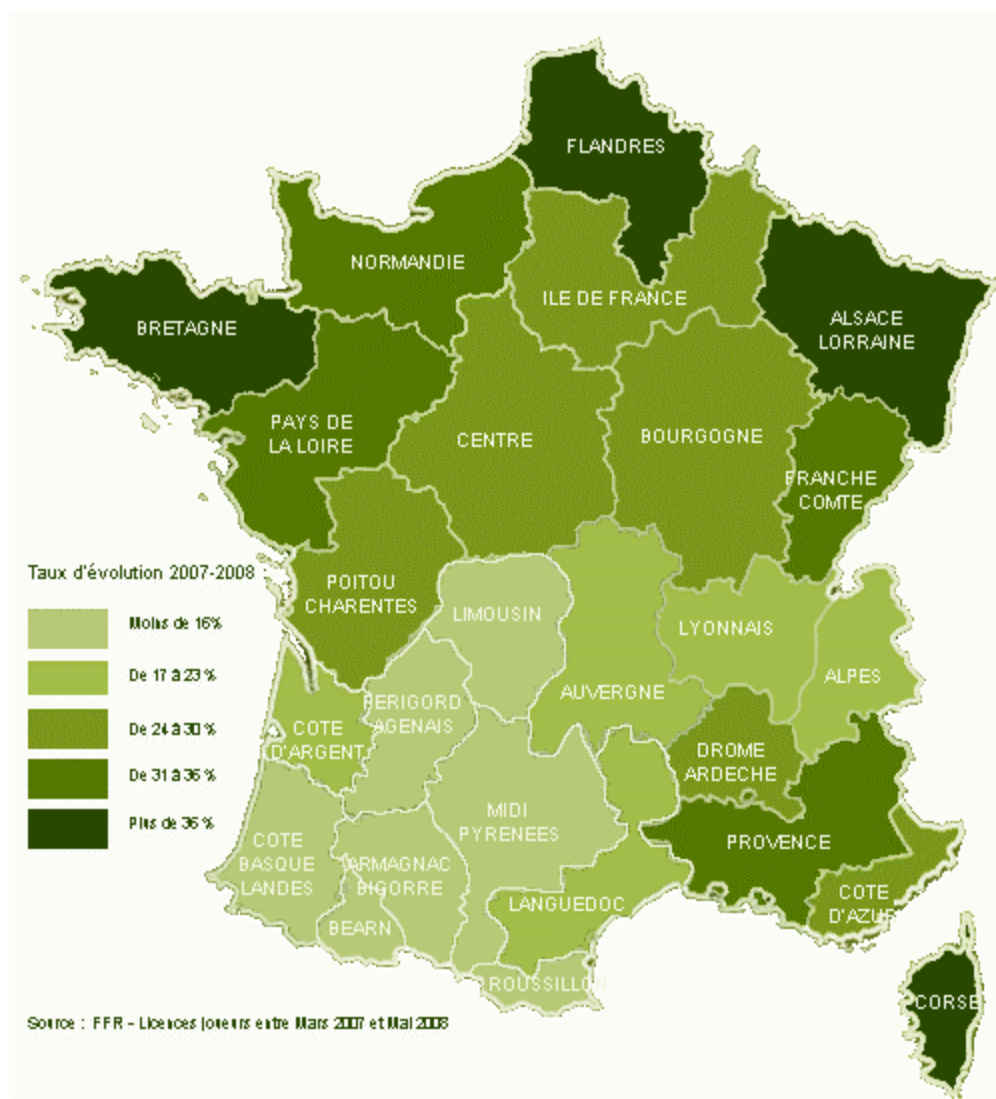 FLANDRES
NORMANDIE
ILE DE FRANCE
BRETAGNE
ALSACE
LORRAINE
PAYS DE
LA LOIRE
CENTRE
BOURGOGNE
FRANCHE
COMTE
Taux d'évolution 2007-2008 :
Moins de 16%
De 17 à 23 %
De 24 à 30 %
De 31 à 36 %
Plus de 36 %
POITOU
CHARENTES
LIMOUSIN
LYONNAIS
ALPES
AUVERGNE
PERIGORD
AGENAIS
COTE
D'ARGENT
DROME
ARDECHE
MIDI
PYRENEES
PROVENCE
COTE
BASQUE
LANDES
ARMAGNAC
BIGORRE
BEARN
LANGUEDOC
COTE
D'AZUR
ROUSSILLON
CORSE
Source : FFR - Licences joueurs entre Mars 2007 et Mai 2008